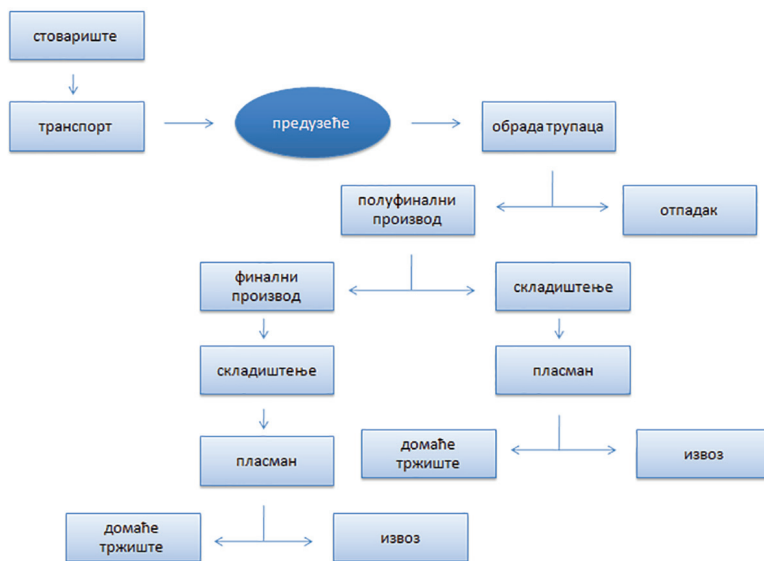 стовариште
транспорт
предузеће
обрада трупаца
полуфинални
производ
отпадак
финални
производ
складиштење
складиштење
пласман
пласман
домаће
тржиште
извоз
домаће
тржиште
извоз